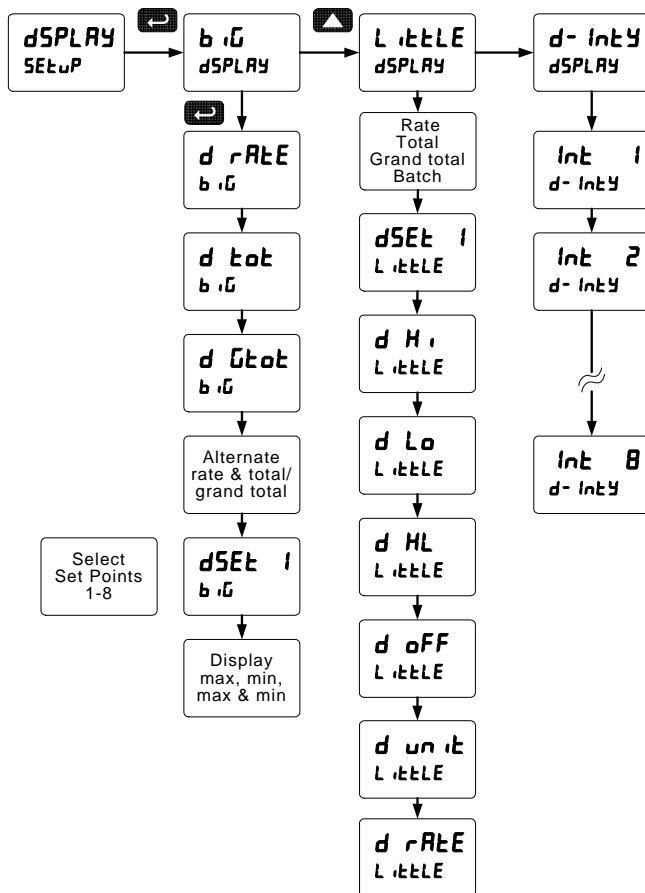 dSPLAY
SEtuP
biG
dSPLAY
LittLE
dSPLAY
d-IntY
dSPLAY
d rAtE
biG
d tot
biG
d Gtot
biG
Alternate
rate & total/
grand total
Select
Set Points
1-8
dSEt 1
biG
Display
max, min,
max & min
Rate
Total
Grand total
Batch
dSEt 1
LittLE
d Hi
LittLE
d Lo
LittLE
d HL
LittLE
d oFF
LittLE
d unit
LittLE
d rAtE
LittLE
Int 1
d-IntY
Int 2
d-IntY
Int 8
d-IntY